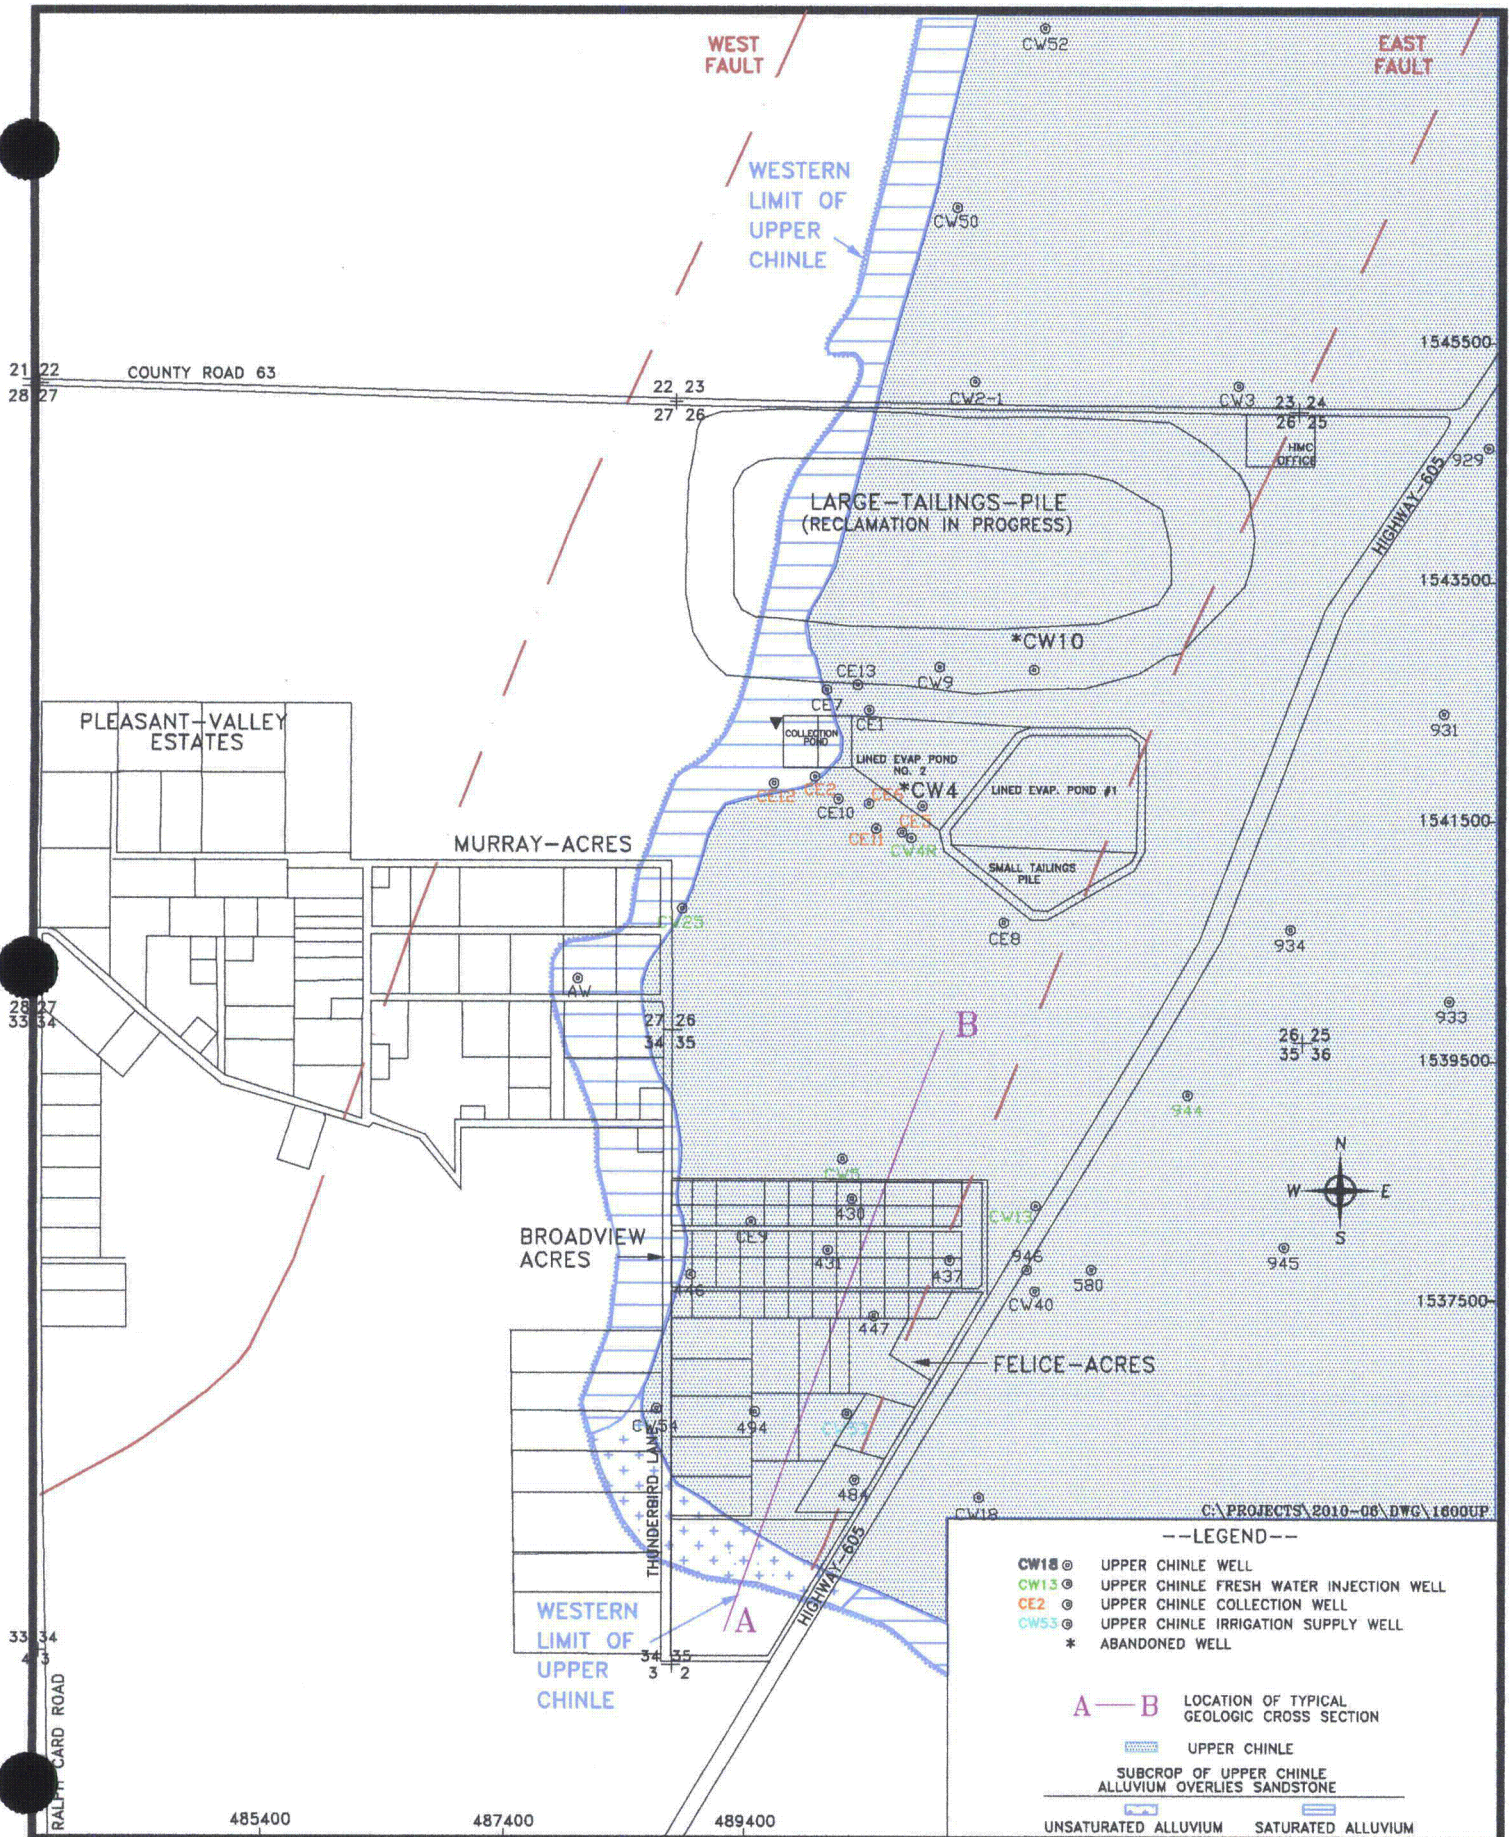 WEST
FAULT
CW52
EAST
FAULT
WESTERN
LIMIT OF
UPPER
CHINLE
CW50
1545500
21 22
28 27
COUNTY ROAD 63
22 23
27 26
CW2-1
CW3
23 24
26 25
HMC
OFFICE
929
HIGHWAY-605
LARGE-TAILINGS-PILE
(RECLAMATION IN PROGRESS)
1543500
*CW10
CE13
CW9
CE7
CE1
931
PLEASANT-VALLEY
ESTATES
COLLECTION
POND
LINED EVAP POND
NO. 2
*CW4
LINED EVAP. POND #1
CE12
CE2
CE6
CE10
CE5
CE11
CW4R
1541500
MURRAY-ACRES
SMALL TAILINGS
PILE
CW25
CE8
934
AW
28 27
33 34
27 26
34 35
B
933
26 25
35 36
1539500
944
N
W E
S
CW5
430
CW13
CE9
BROADVIEW
ACRES
431
437
946
945
446
580
CW40
1537500
447
FELICE-ACRES
CW54
494
CW53
THUNDERBIRD LANE
484
CW18
HIGHWAY-605
C:\PROJECTS\2010-06\DWG\1600UP
--LEGEND--
CW18 UPPER CHINLE WELL
CW13 UPPER CHINLE FRESH WATER INJECTION WELL
CE2 UPPER CHINLE COLLECTION WELL
CW53 UPPER CHINLE IRRIGATION SUPPLY WELL
* ABANDONED WELL
WESTERN
LIMIT OF
UPPER
CHINLE
A
33 34
4 3
34 35
3 2
RALPH CARD ROAD
A — B LOCATION OF TYPICAL
GEOLOGIC CROSS SECTION
UPPER CHINLE
SUBCROP OF UPPER CHINLE
ALLUVIUM OVERLIES SANDSTONE
UNSATURATED ALLUVIUM SATURATED ALLUVIUM
485400
487400
489400